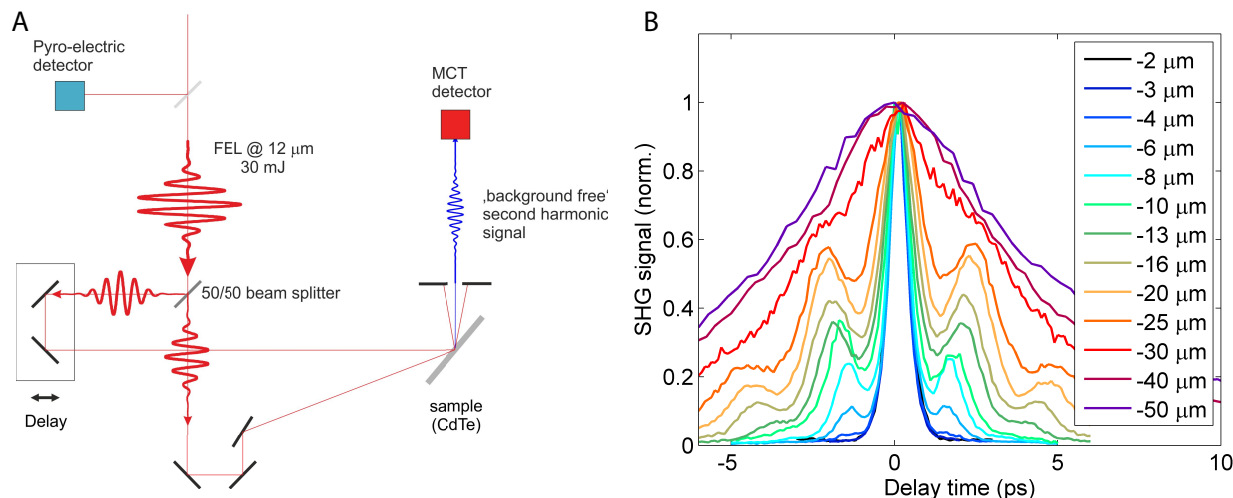 A
Pyro-electric
detector
MCT
detector
FEL @ 12 μm
30 mJ
‚background free‘
second harmonic
signal
50/50 beam splitter
Delay
sample
(CdTe)
B
SHG signal (norm.)
1
0.8
0.6
0.4
0.2
0
-5
0
5
10
Delay time (ps)
-2 μm
-3 μm
-4 μm
-6 μm
-8 μm
-10 μm
-13 μm
-16 μm
-20 μm
-25 μm
-30 μm
-40 μm
-50 μm